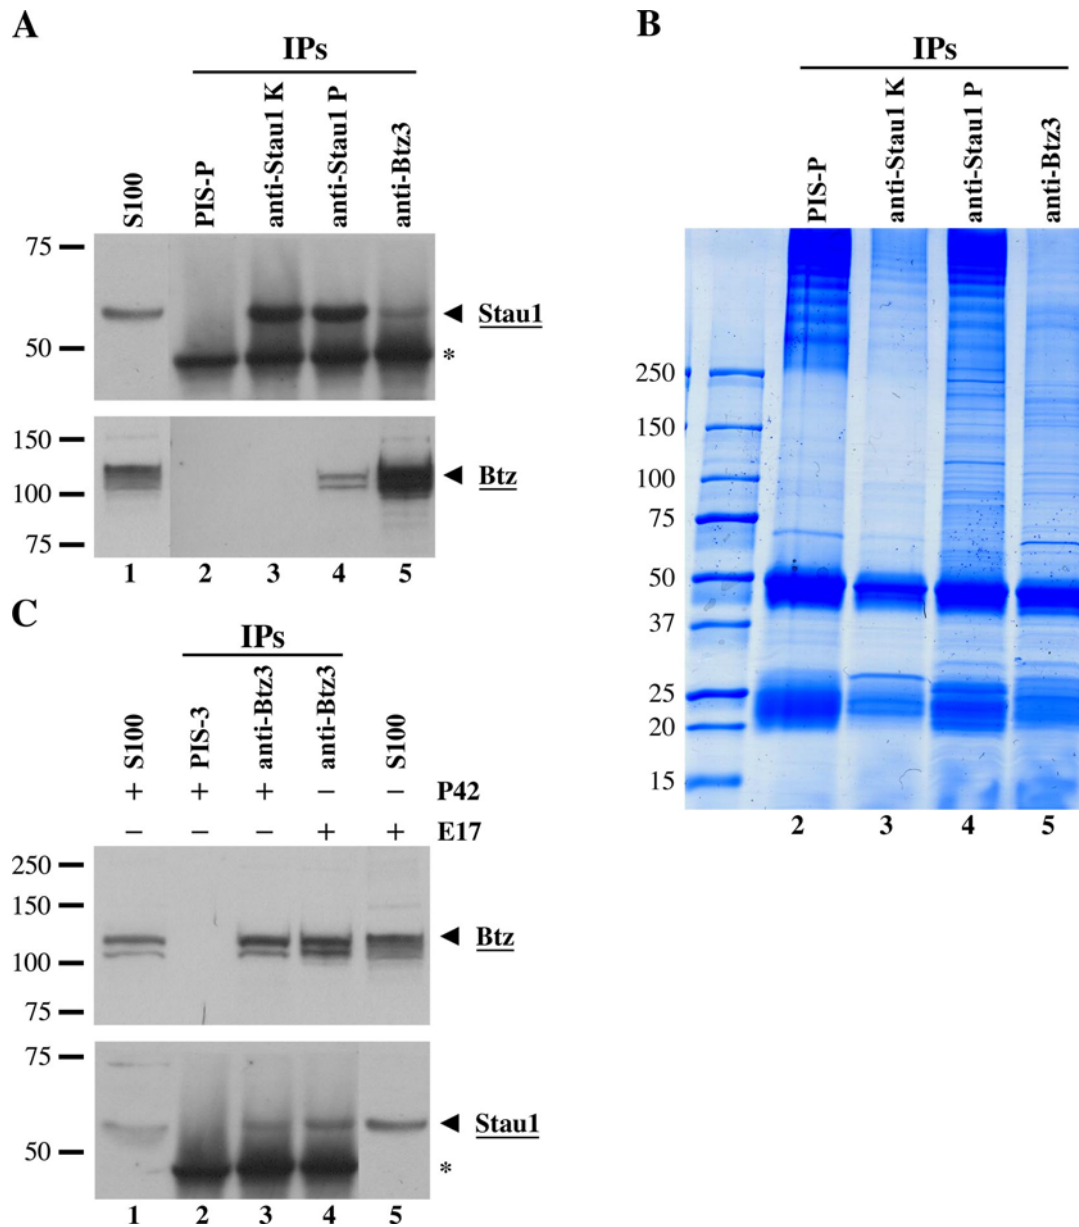 A
IPs
S100
PIS-P
anti-Stau1 K
anti-Stau1 P
anti-Btz3
75
50
Stau1
*
150
100
75
Btz
1 2 3 4 5
B
IPs
PIS-P
anti-Stau1 K
anti-Stau1 P
anti-Btz3
250
150
100
75
50
37
25
20
15
2 3 4 5
C
IPs
S100
PIS-3
anti-Btz3
anti-Btz3
S100
+ + + − − P42
− − − + + E17
250
150
100
75
Btz
75
50
Stau1
*
1 2 3 4 5